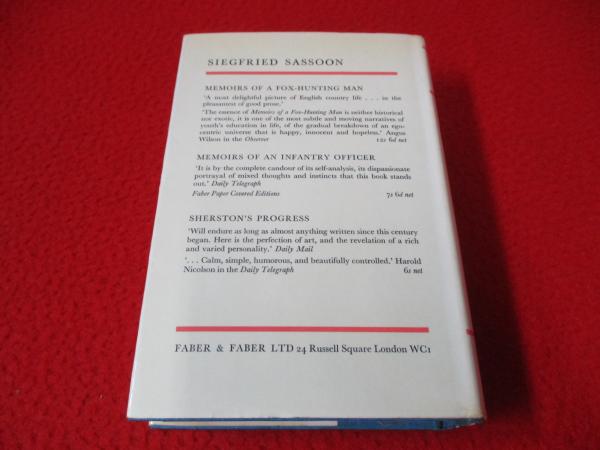 SIEGFRIED SASSOON
MEMOIRS OF A FOX-HUNTING MAN
‘A most delightful picture of English country life . . . in the
pleasantest of good prose.’
‘The essence of Memoirs of a Fox-Hunting Man is neither historical
nor exotic, it is one of the most subtle and moving narratives of
youth’s education in life, of the gradual breakdown of an ego-
centric universe that is happy, innocent and hopeless.’ Angus
Wilson in the Observer 12s 6d net
MEMOIRS OF AN INFANTRY OFFICER
‘It is by the complete candour of its self-analysis, its dispassionate
portrayal of mixed thoughts and instincts that this book stands
out.’ Daily Telegraph
Faber Paper Covered Editions 7s 6d net
SHERSTON’S PROGRESS
‘Will endure as long as almost anything written since this century
began. Here is the perfection of art, and the revelation of a rich
and varied personality.’ Daily Mail
‘. . . Calm, simple, humorous, and beautifully controlled.’ Harold
Nicolson in the Daily Telegraph 6s net
FABER & FABER LTD 24 Russell Square London WC1